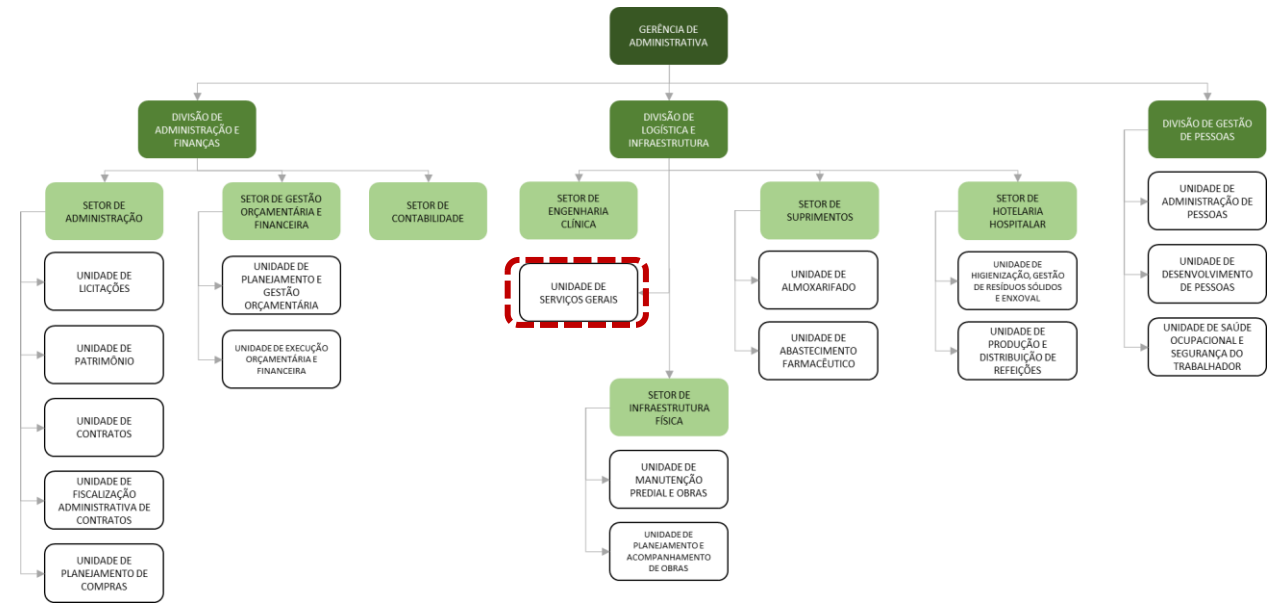 GERÊNCIA DE
ADMINISTRATIVA
DIVISÃO DE
ADMINISTRAÇÃO E
FINANÇAS
DIVISÃO DE
LOGÍSTICA E
INFRAESTRUTURA
DIVISÃO DE GESTÃO
DE PESSOAS
SETOR DE
ADMINISTRAÇÃO
SETOR DE GESTÃO
ORÇAMENTÁRIA E
FINANCEIRA
SETOR DE
CONTABILIDADE
SETOR DE
ENGENHARIA
CLÍNICA
SETOR DE
SUPRIMENTOS
SETOR DE
HOTELARIA
HOSPITALAR
UNIDADE DE
ADMINISTRAÇÃO DE
PESSOAS
UNIDADE DE
LICITAÇÕES
UNIDADE DE
PLANEJAMENTO E
GESTÃO
ORÇAMENTÁRIA
UNIDADE DE
SERVIÇOS GERAIS
UNIDADE DE
ALMOXARIFADO
UNIDADE DE
HIGIENIZAÇÃO, GESTÃO
DE RESÍDUOS SÓLIDOS
E ENXOVAL
UNIDADE DE
DESENVOLVIMENTO
DE PESSOAS
UNIDADE DE
PATRIMÔNIO
UNIDADE DE EXECUÇÃO
ORÇAMENTÁRIA E
FINANCEIRA
UNIDADE DE
ABASTECIMENTO
FARMACÊUTICO
UNIDADE DE
PRODUÇÃO E
DISTRIBUIÇÃO DE
REFEIÇÕES
UNIDADE DE SAÚDE
OCUPACIONAL E
SEGURANÇA DO
TRABALHADOR
UNIDADE DE
CONTRATOS
SETOR DE
INFRAESTRUTURA
FÍSICA
UNIDADE DE
FISCALIZAÇÃO
ADMINISTRATIVA DE
CONTRATOS
UNIDADE DE
MANUTENÇÃO
PREDIAL E OBRAS
UNIDADE DE
PLANEJAMENTO DE
COMPRAS
UNIDADE DE
PLANEJAMENTO E
ACOMPANHAMENTO
DE OBRAS